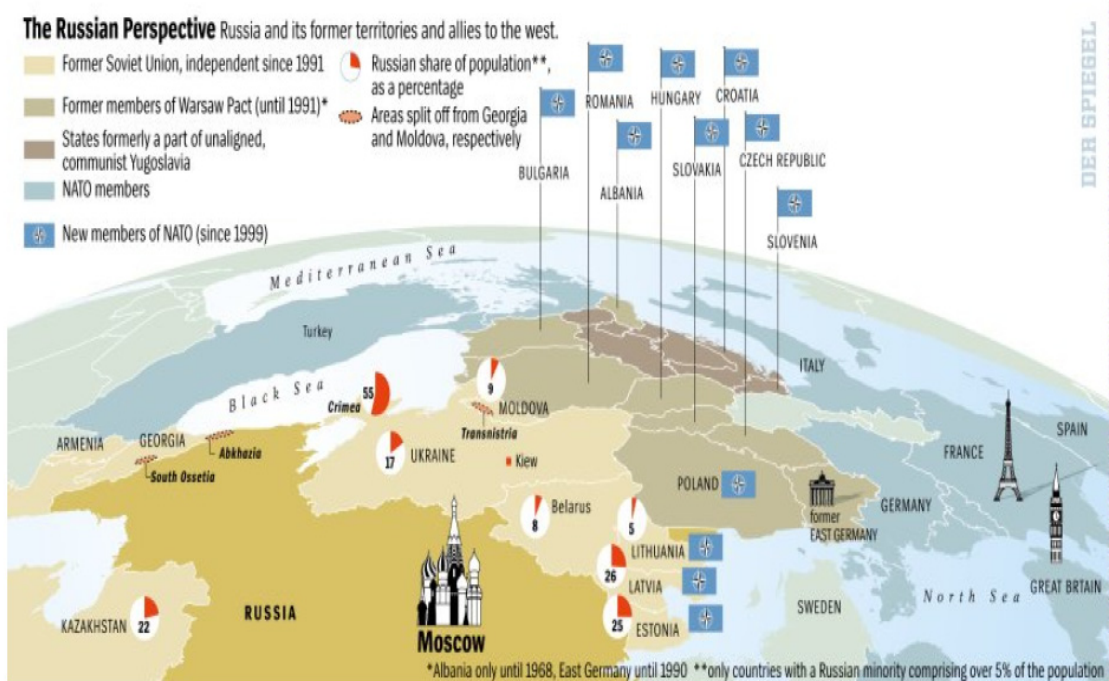 The Russian Perspective Russia and its former territories and allies to the west.
Former Soviet Union, independent since 1991
Former members of Warsaw Pact (until 1991)*
States formerly a part of unaligned,
communist Yugoslavia
NATO members
New members of NATO (since 1999)
Russian share of population**,
as a percentage
Areas split off from Georgia
and Moldova, respectively
DER SPIEGEL
ROMANIA
HUNGARY
CROATIA
BULGARIA
ALBANIA
SLOVAKIA
CZECH REPUBLIC
SLOVENIA
Mediterranean Sea
Turkey
ITALY
Black Sea
55
Crimea
9
MOLDOVA
Transnistria
ARMENIA
GEORGIA
Abkhazia
South Ossetia
17
UKRAINE
Kiew
POLAND
former
EAST GERMANY
GERMANY
FRANCE
SPAIN
8
Belarus
5
LITHUANIA
26
LATVIA
25
ESTONIA
SWEDEN
North Sea
GREAT BRTAIN
KAZAKHSTAN
22
RUSSIA
Moscow
*Albania only until 1968, East Germany until 1990 **only countries with a Russian minority comprising over 5% of the population